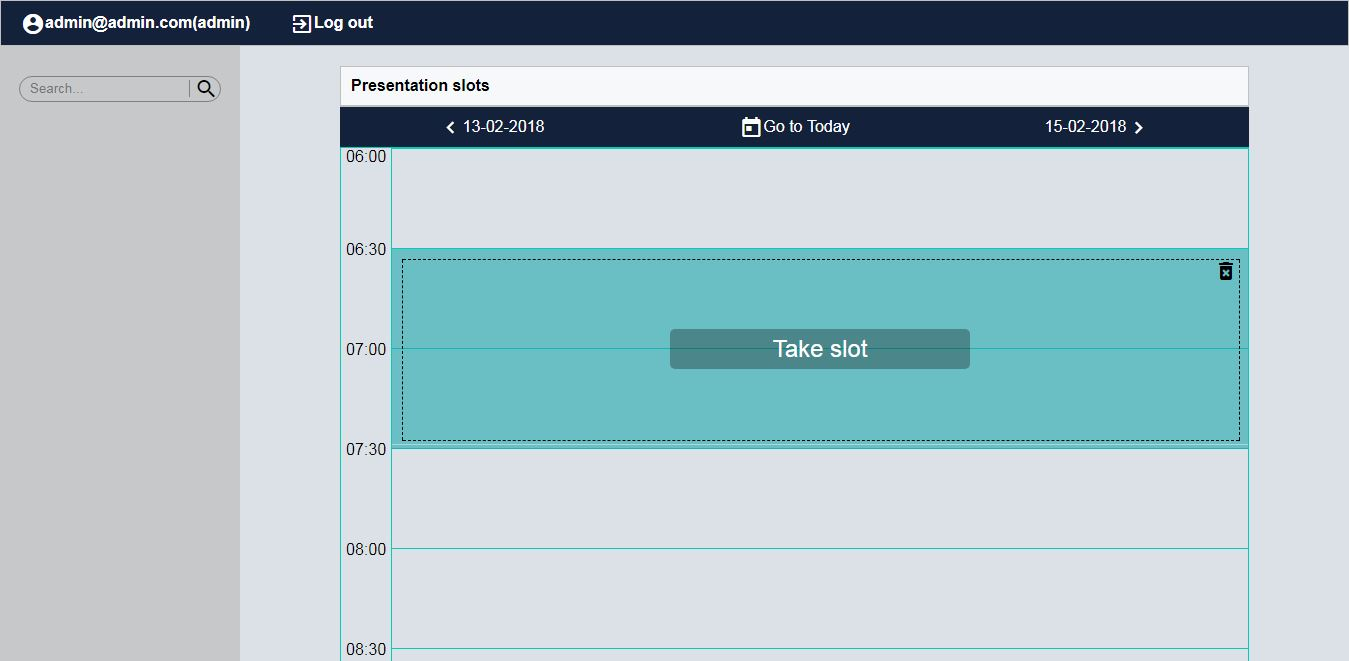 admin@admin.com(admin) Log out
Search...
Presentation slots
13-02-2018 Go to Today 15-02-2018
06:00
06:30
07:00 Take slot
07:30
08:00
08:30